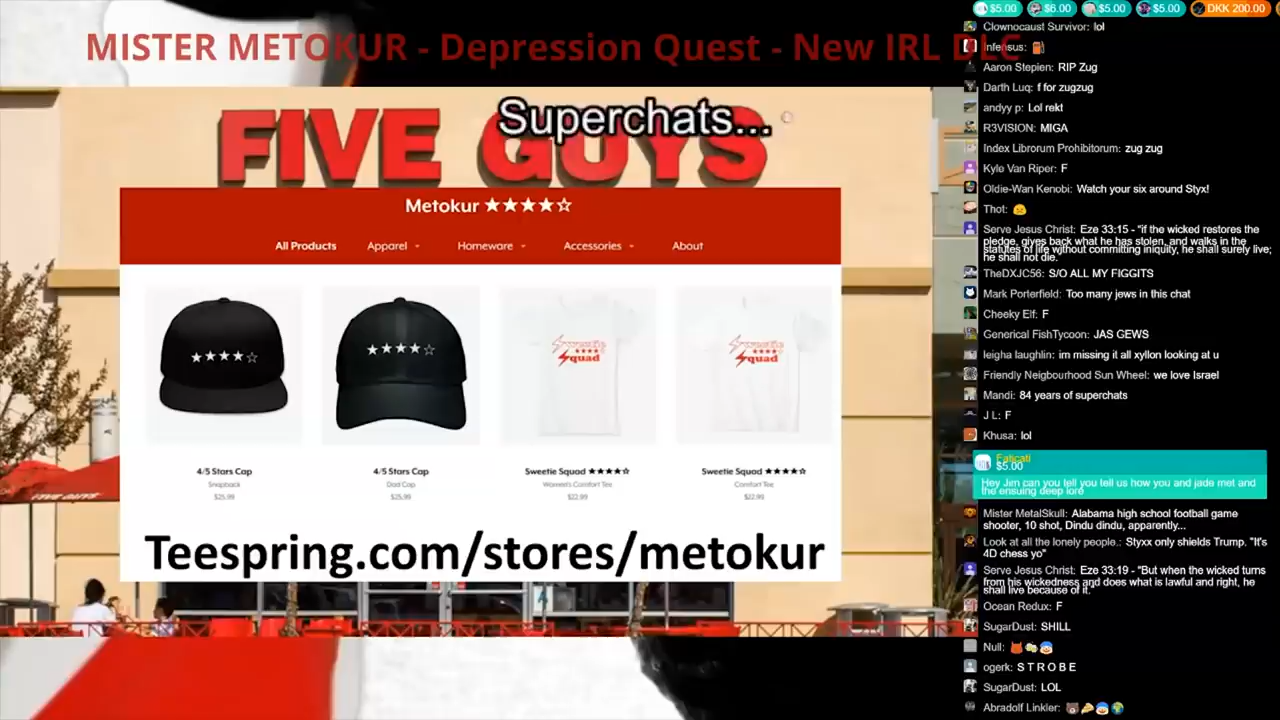 $5.00
$6.00
$5.00
$5.00
DKK 200.00
MISTER METOKUR - Depression Quest - New IRL DLC
FIVE GUYS
Superchats...
Metokur ★★★★☆
All Products
Apparel
Homeware
Accessories
About
★★★★☆
★★★★☆
Sweetie
★★★★☆
Squad
Sweetie
★★★★☆
Squad
4/5 Stars Cap
Snapback
$25.99
4/5 Stars Cap
Dad Cap
$25.99
Sweetie Squad ★★★★☆
Women's Comfort Tee
$22.99
Sweetie Squad ★★★★☆
Comfort Tee
$22.99
Teespring.com/stores/metokur
FIVE GUYS
Clownocaust Survivor: lol
Infensus:
Aaron Stepien: RIP Zug
Darth Luq: f for zugzug
andyy p: Lol rekt
R3VISION: MIGA
Index Librorum Prohibitorum: zug zug
Kyle Van Riper: F
Oldie-Wan Kenobi: Watch your six around Styx!
Thot:
Serve Jesus Christ: Eze 33:15 - "if the wicked restores the
pledge, gives back what he has stolen, and walks in the
statutes of life without committing iniquity, he shall surely live;
he shall not die.
TheDXJC56: S/O ALL MY FIGGITS
Mark Porterfield: Too many jews in this chat
Cheeky Elf: F
Generical FishTycoon: JAS GEWS
leigha laughlin: im missing it all xyllon looking at u
Friendly Neigbourhood Sun Wheel: we love Israel
Mandi: 84 years of superchats
J L: F
Khusa: lol
Faticati
$5.00
Hey Jim can you tell you tell us how you and jade met and
the ensuing deep lore
Mister MetalSkull: Alabama high school football game
shooter, 10 shot, Dindu dindu, apparently...
Look at all the lonely people.: Styxx only shields Trump. "It's
4D chess yo"
Serve Jesus Christ: Eze 33:19 - "But when the wicked turns
from his wickedness and does what is lawful and right, he
shall live because of it."
Ocean Redux: F
SugarDust: SHILL
Null:
ogerk: S T R O B E
SugarDust: LOL
Abradolf Linkler: